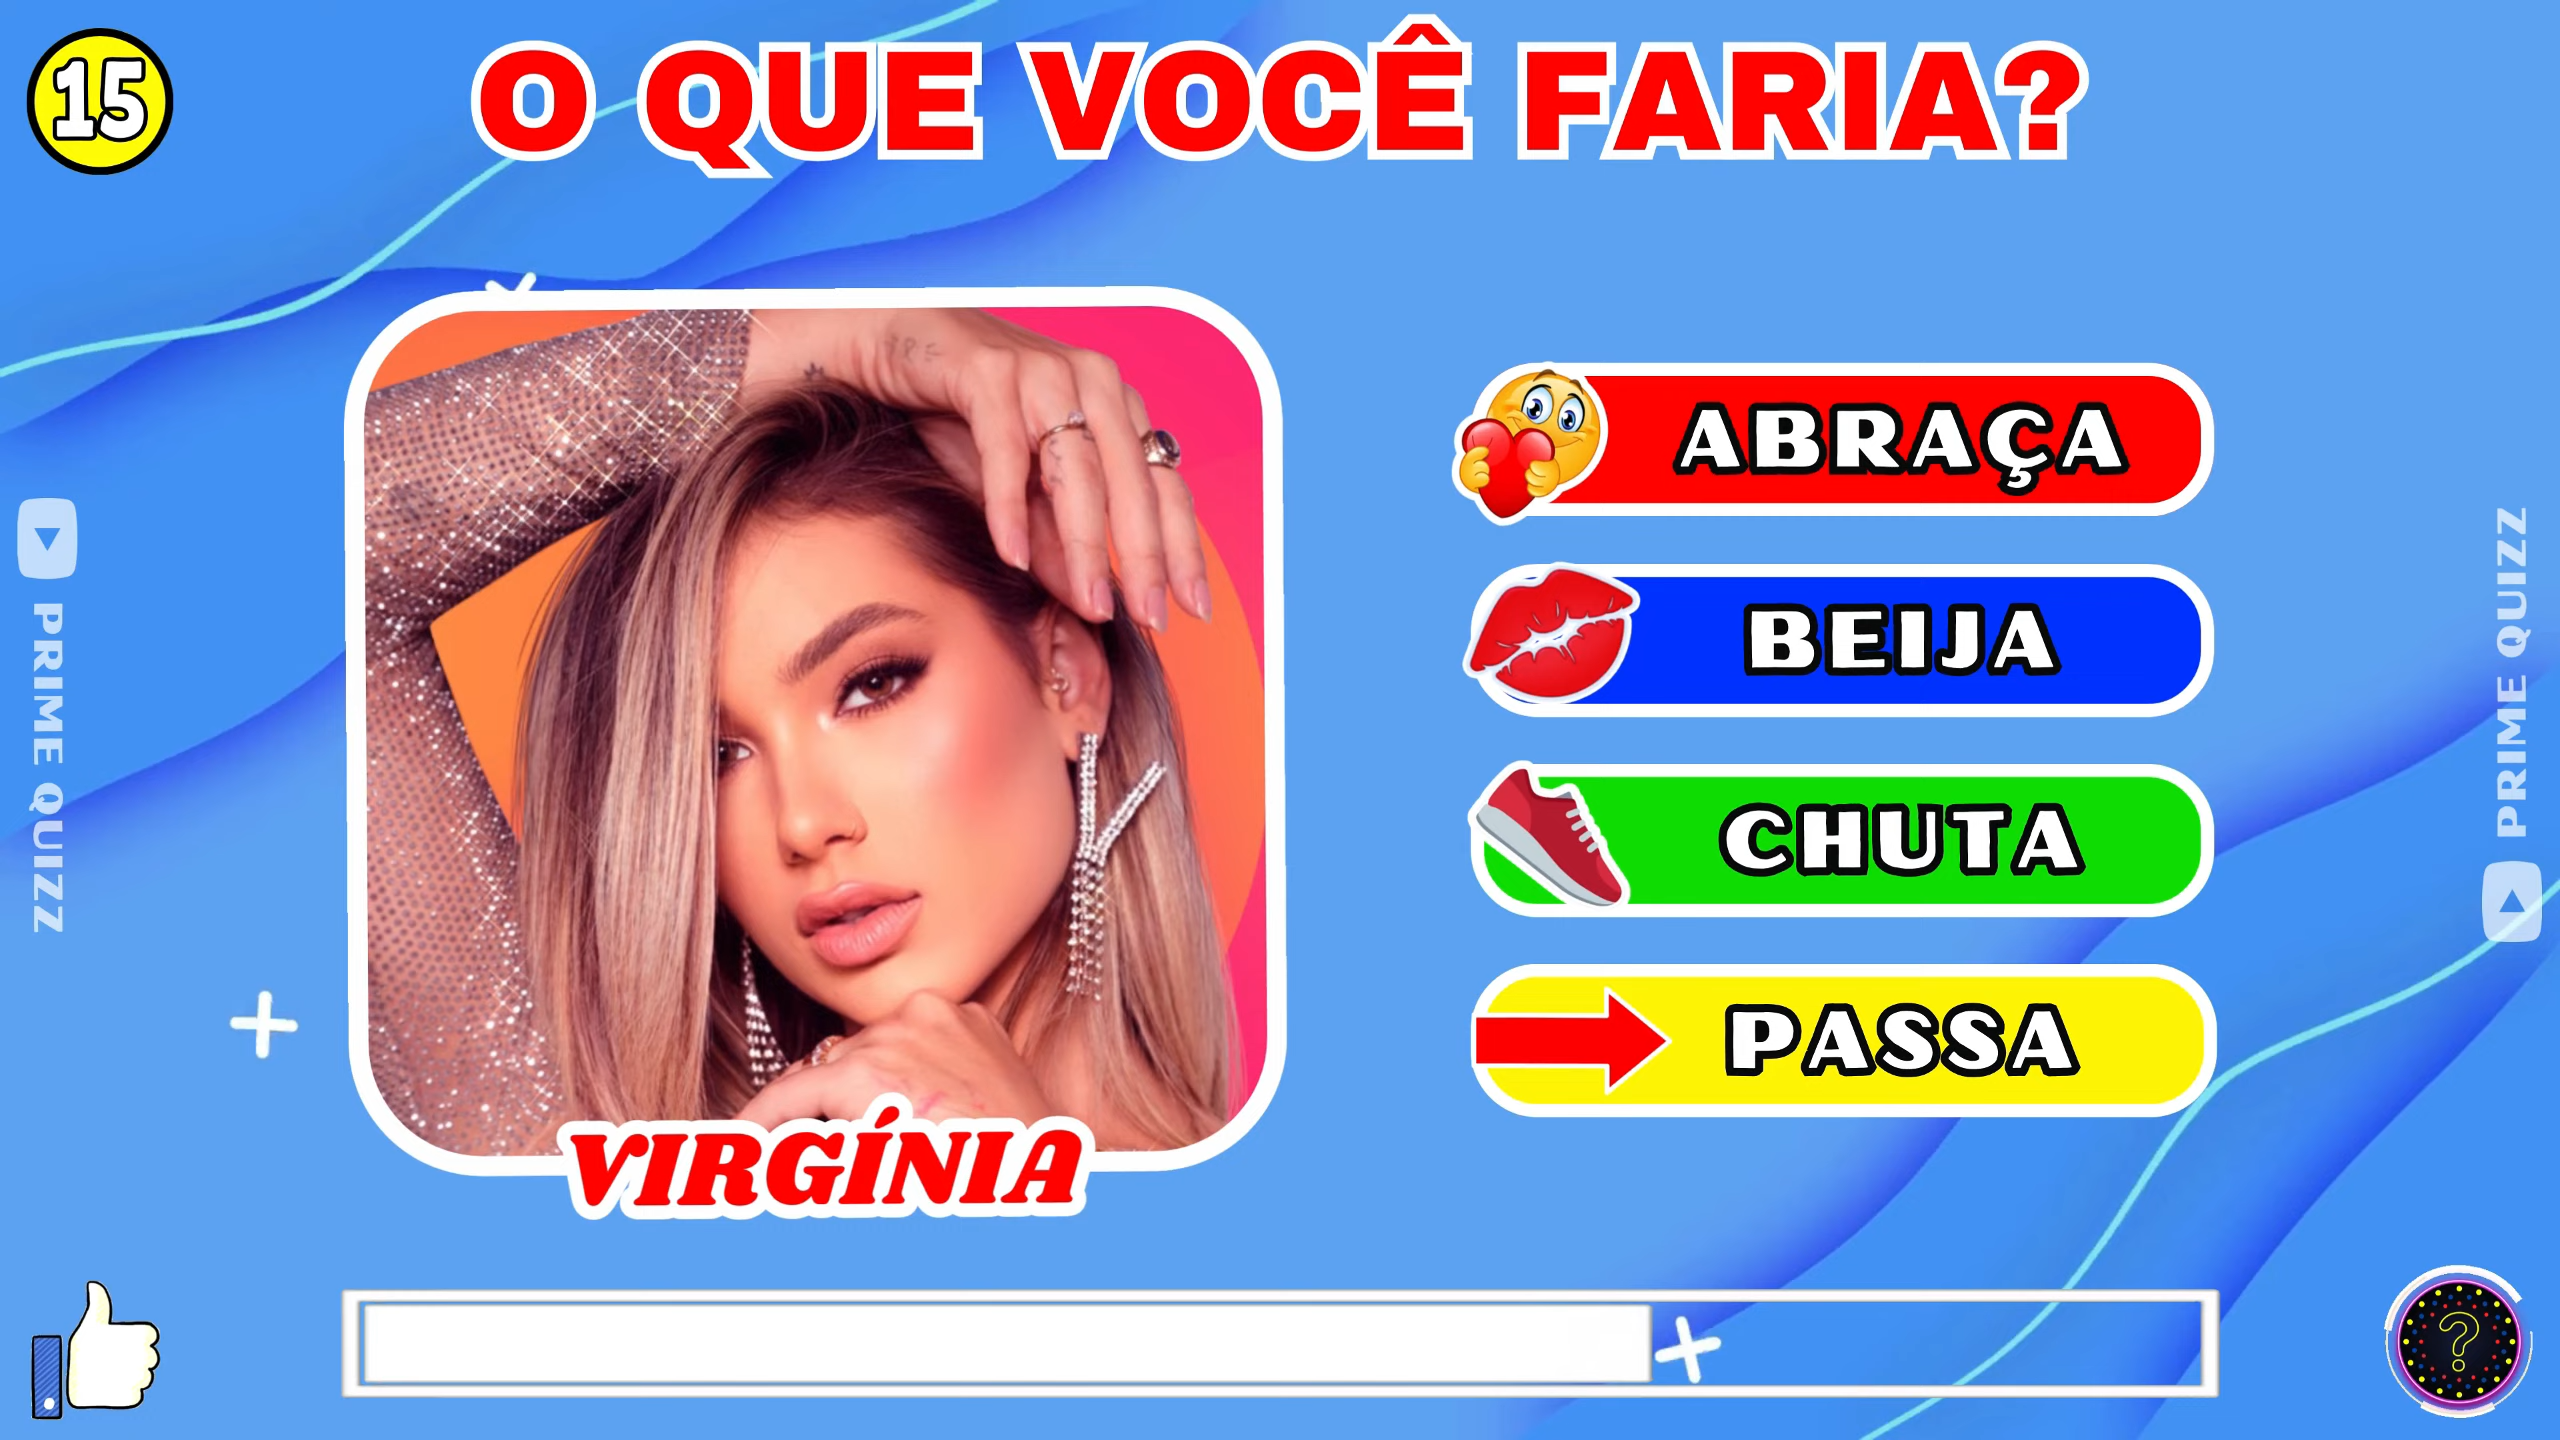 15
O QUE VOCÊ FARIA?
ABRAÇA
BEIJA
CHUTA
PASSA
VIRGÍNIA
PRIME QUIZZ
PRIME QUIZZ
?